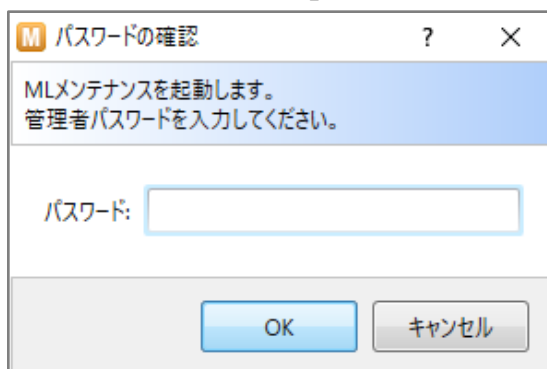 M パスワードの確認 ? ×
MLメンテナンスを起動します。
管理者パスワードを入力してください。
パスワード:
OK キャンセル